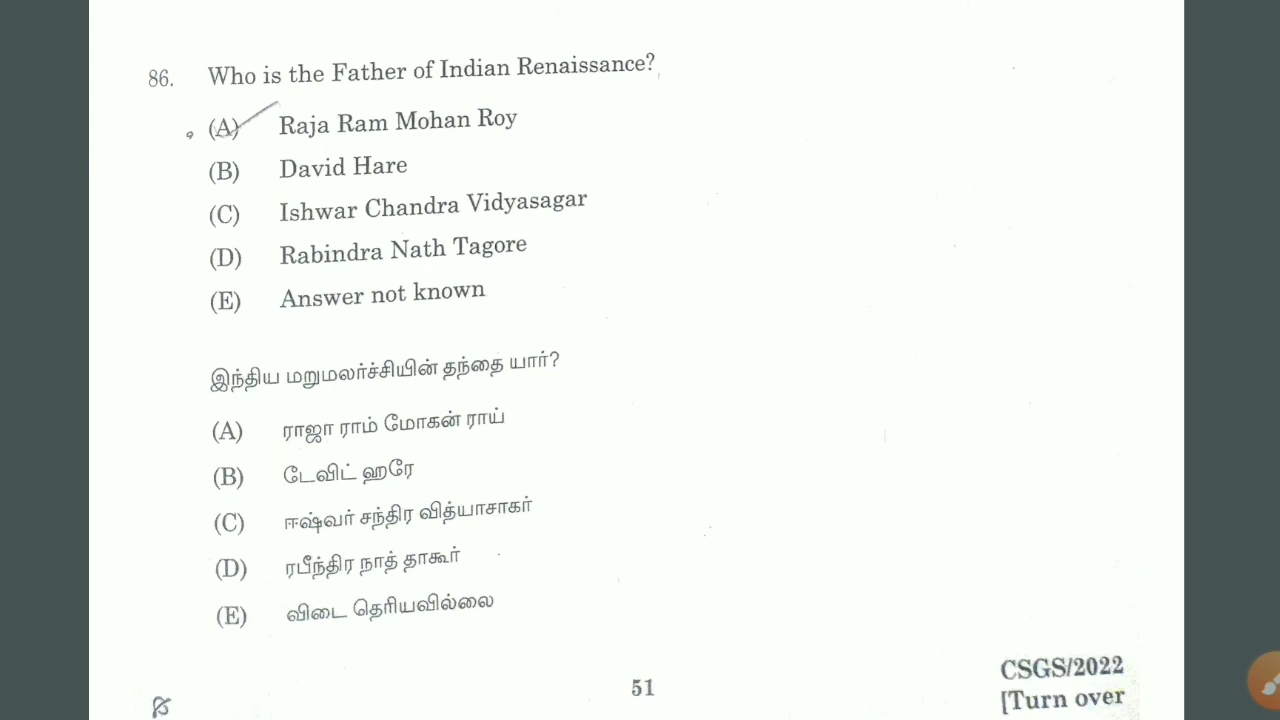 86. Who is the Father of Indian Renaissance?
(A) Raja Ram Mohan Roy
(B) David Hare
(C) Ishwar Chandra Vidyasagar
(D) Rabindra Nath Tagore
(E) Answer not known
இந்திய மறுமலர்ச்சியின் தந்தை யார்?
(A) ராஜா ராம் மோகன் ராய்
(B) டேவிட் ஹரே
(C) ஈஷ்வர் சந்திர வித்யாசாகர்
(D) ரபீந்திர நாத் தாகூர்
(E) விடை தெரியவில்லை
51
CSGS/2022
[Turn over